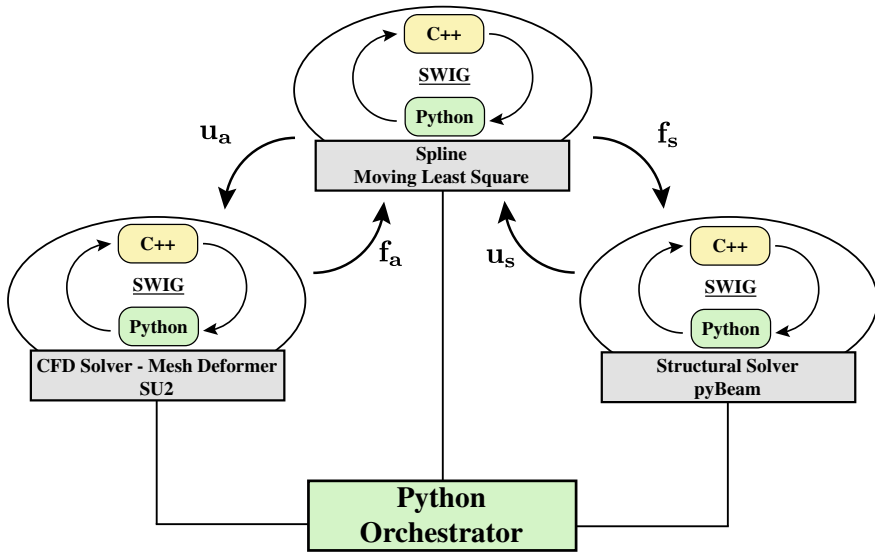 C++
SWIG
Python
Spline
Moving Least Square
u_a
f_s
f_a
u_s
C++
SWIG
Python
CFD Solver - Mesh Deformer
SU2
C++
SWIG
Python
Structural Solver
pyBeam
Python
Orchestrator